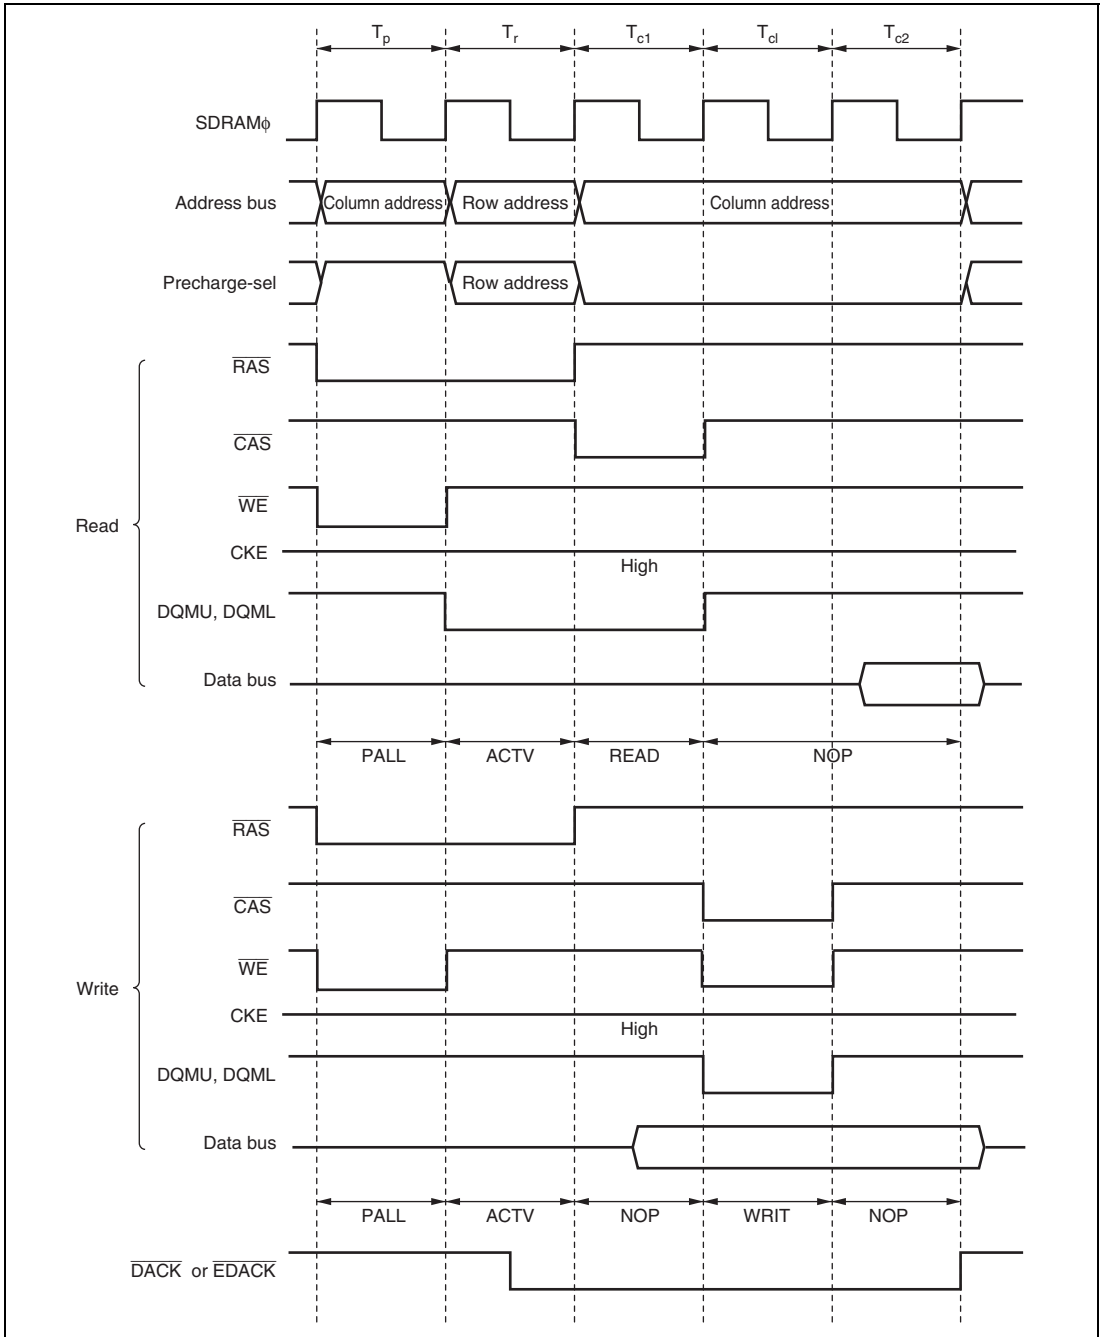 Tp Tr Tc1 Tcl Tc2
SDRAMϕ
Address bus Column address Row address Column address
Precharge-sel Row address
RAS
CAS
WE
Read
CKE High
DQMU, DQML
Data bus
PALL ACTV READ NOP
RAS
CAS
WE
Write
CKE High
DQMU, DQML
Data bus
PALL ACTV NOP WRIT NOP
DACK or EDACK